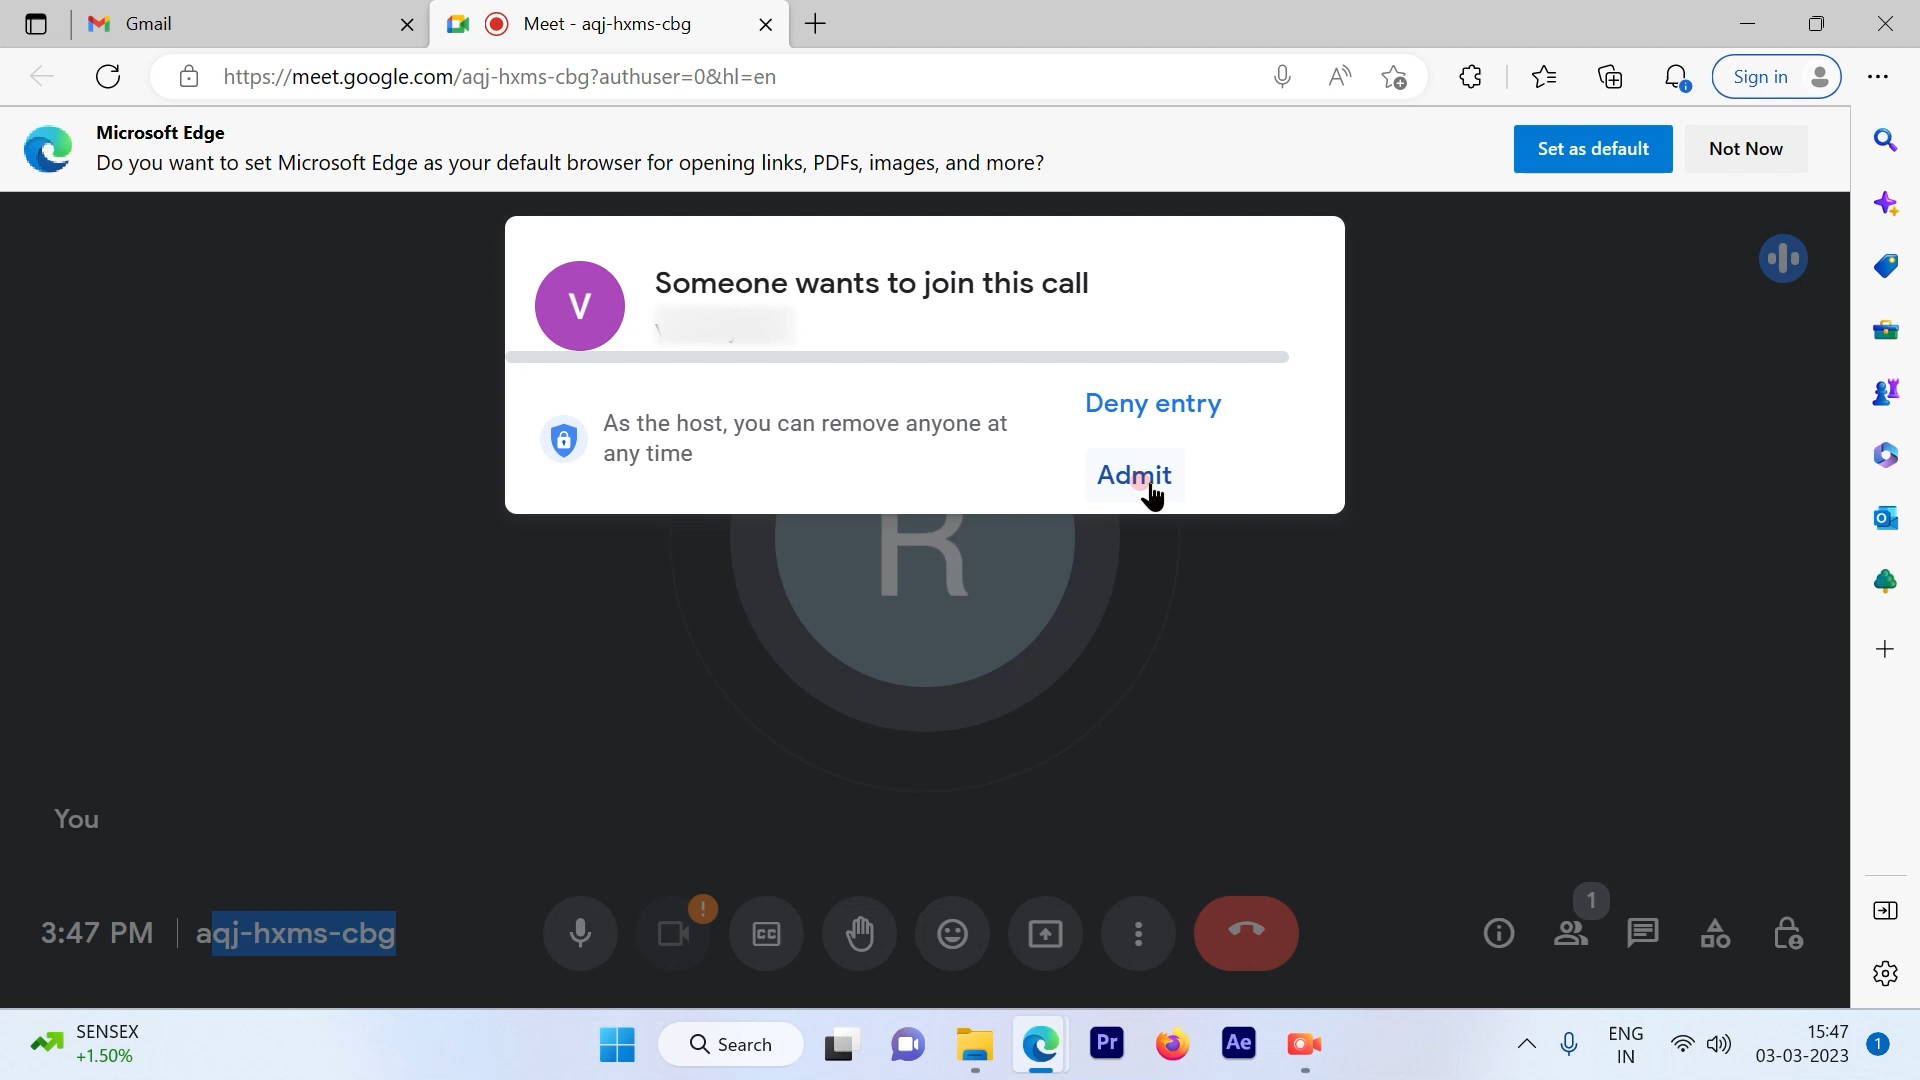 Gmail
Meet - aqj-hxms-cbg
https://meet.google.com/aqj-hxms-cbg?authuser=0&hl=en
A
Sign in
Microsoft Edge
Do you want to set Microsoft Edge as your default browser for opening links, PDFs, images, and more?
Set as default
Not Now
V
Someone wants to join this call
As the host, you can remove anyone at
any time
Deny entry
Admit
R
You
3:47 PM
aqj-hxms-cbg
!
CC
1
SENSEX
+1.50%
Search
Pr
Ae
ENG
IN
15:47
03-03-2023
1